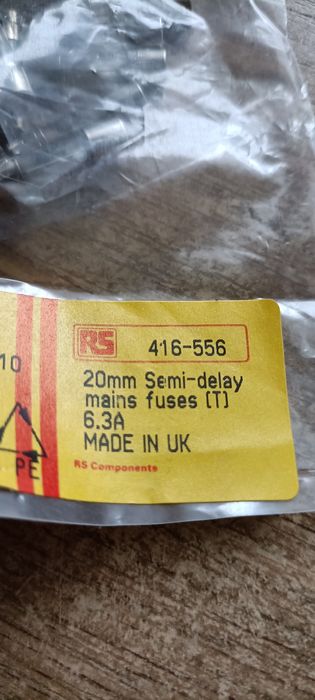 RS 416-556
10
20mm Semi-delay
mains fuses (T)
6.3A
MADE IN UK
PE
RS Components